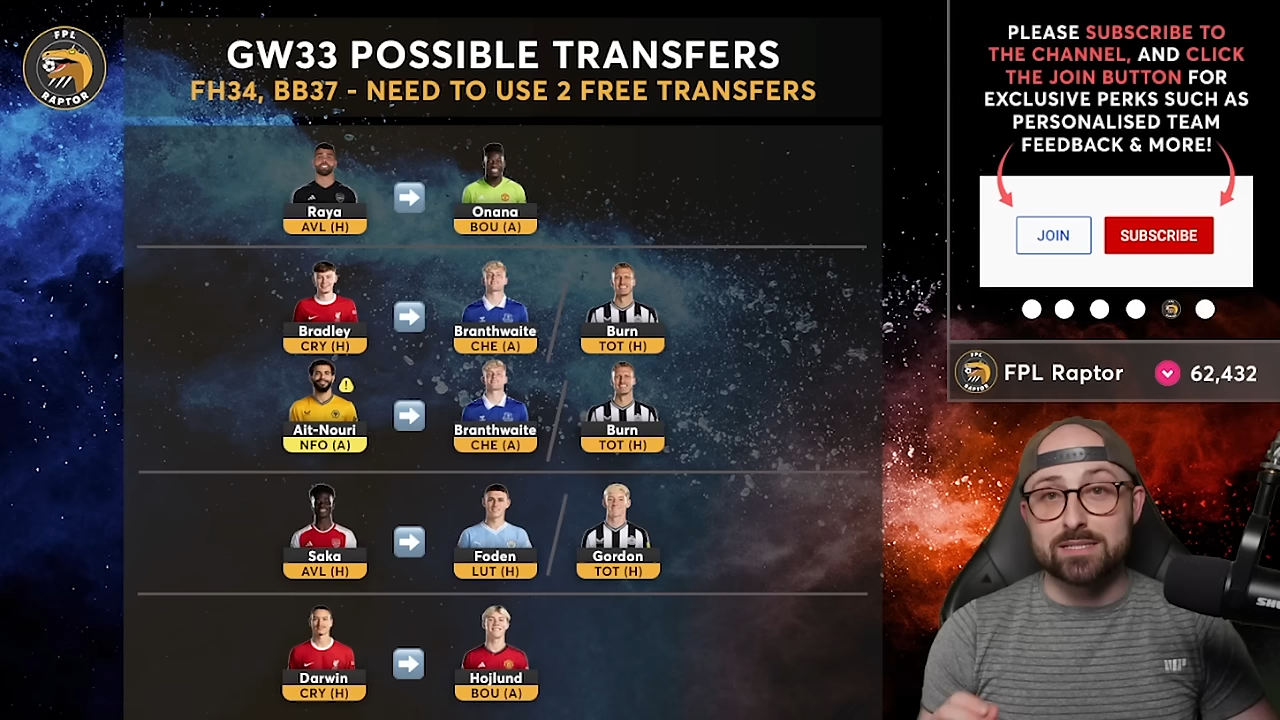 FPL
RAPTOR
GW33 POSSIBLE TRANSFERS
FH34, BB37 - NEED TO USE 2 FREE TRANSFERS
Raya
AVL (H)
Onana
BOU (A)
Bradley
CRY (H)
Branthwaite
CHE (A)
Burn
TOT (H)
Ait-Nouri
NFO (A)
Branthwaite
CHE (A)
Burn
TOT (H)
Saka
AVL (H)
Foden
LUT (H)
Gordon
TOT (H)
Darwin
CRY (H)
Hojlund
BOU (A)
PLEASE SUBSCRIBE TO
THE CHANNEL, AND CLICK
THE JOIN BUTTON FOR
EXCLUSIVE PERKS SUCH AS
PERSONALISED TEAM
FEEDBACK & MORE!
JOIN
SUBSCRIBE
FPL
RAPTOR
FPL Raptor
62,432